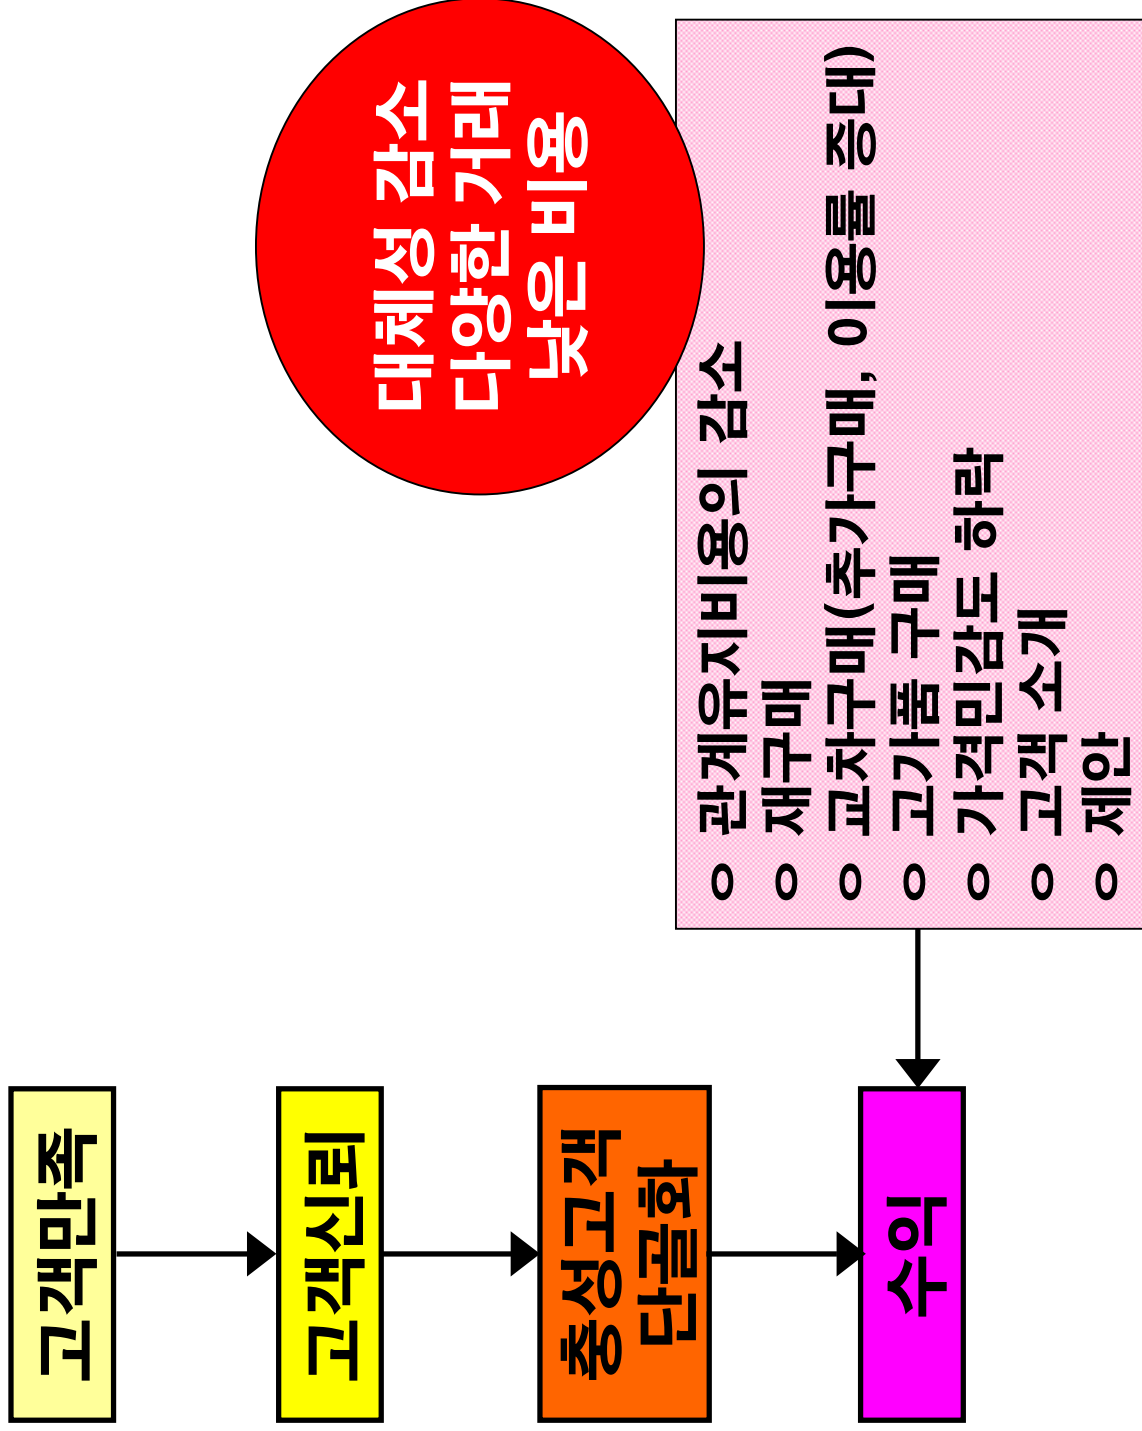 고객만족
고객신뢰
충성고객
단골화
수익
대체성 감소
다양한 거래
낮은 비용
o 관계유지비용의 감소
o 재구매
o 교차구매(추가구매, 이용률 증대)
o 고가품 구매
o 가격민감도 하락
o 고객 소개
o 제안